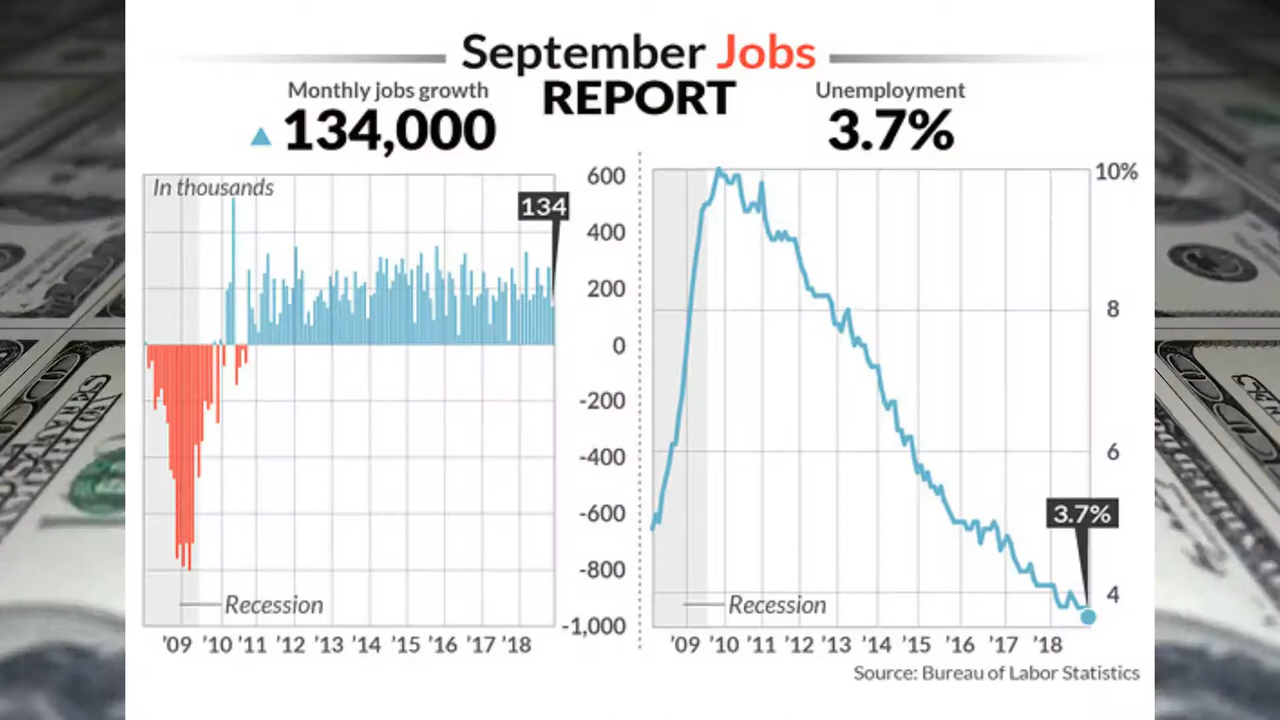 September Jobs
REPORT
Monthly jobs growth
134,000
Unemployment
3.7%
In thousands
134
600
400
200
0
-200
-400
-600
-800
-1,000
Recession
'09 '10 '11 '12 '13 '14 '15 '16 '17 '18
10%
8
6
4
3.7%
Recession
'09 '10 '11 '12 '13 '14 '15 '16 '17 '18
Source: Bureau of Labor Statistics